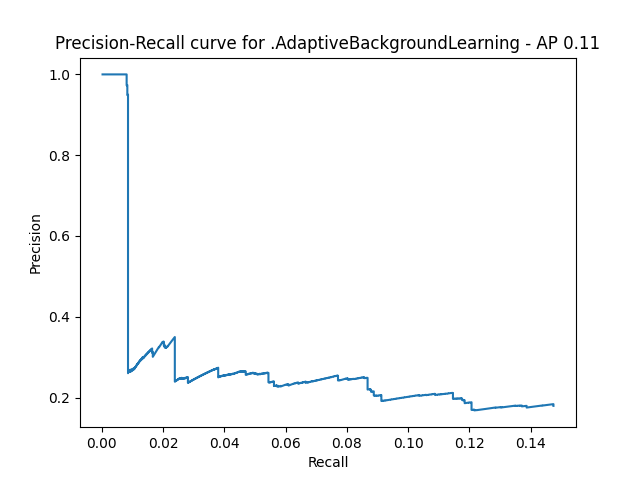 Precision-Recall curve for .AdaptiveBackgroundLearning - AP 0.11
1.0
0.8
0.6
0.4
0.2
Precision
0.00 0.02 0.04 0.06 0.08 0.10 0.12 0.14
Recall